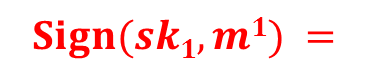 Sign(sk₁, m¹) =